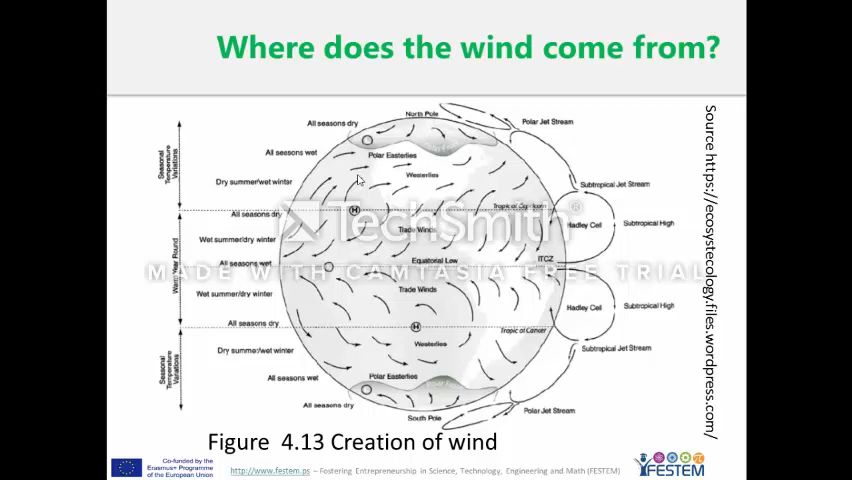 Where does the wind come from?
North Pole
All seasons dry
Polar Jet Stream
All seasons wet
Polar Easterlies
Westerlies
Dry summer/wet winter
Subtropical Jet Stream
Tropic of Capricorn
All seasons dry
H
Hadley Cell
Subtropical High
Trade Winds
Wet summer/dry winter
All seasons wet
Equatorial Low
ITCZ
Trade Winds
Wet summer/dry winter
Hadley Cell
Subtropical High
All seasons dry
H
Tropic of Cancer
Westerlies
Dry summer/wet winter
Subtropical Jet Stream
Polar Easterlies
All seasons wet
All seasons dry
South Pole
Polar Jet Stream
Seasonal
Temperature
Variations
Warm Year Round
Seasonal
Temperature
Variations
TechSmith®
MADE WITH CAMTASIA FREE TRIAL
Source https://ecosystecology.files.wordpress.com/
Figure 4.13 Creation of wind
Co-funded by the
Erasmus+ Programme
of the European Union
http://www.festem.ps – Fostering Entrepreneurship in Science, Technology, Engineering and Math (FESTEM)
FESTEM